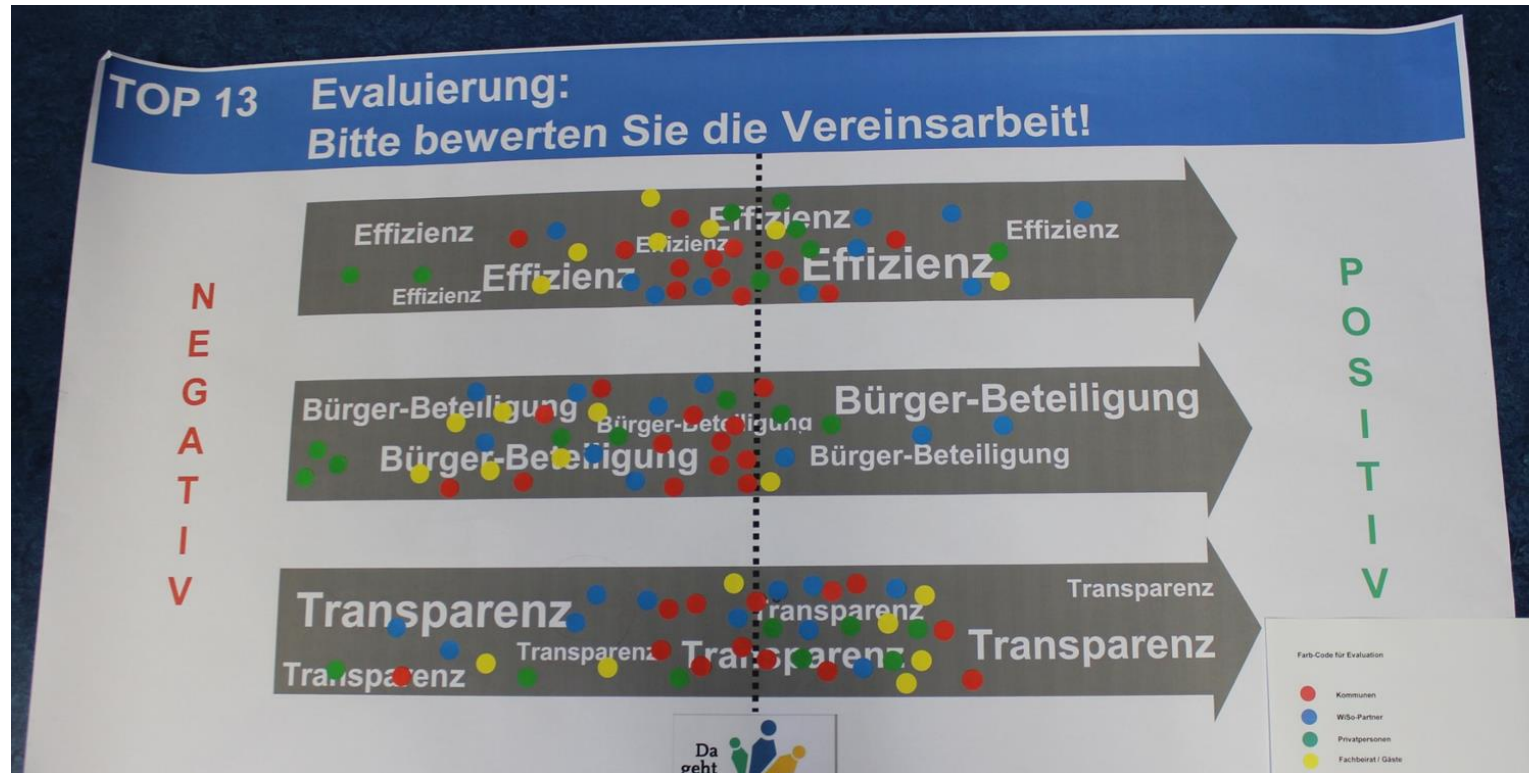 TOP 13 Evaluierung:
Bitte bewerten Sie die Vereinsarbeit!
NEGATIV
POSITIV
Effizienz
Effizienz
Effizienz
Effizienz
Effizienz
Effizienz
Effizienz
Bürger-Beteiligung
Bürger-Beteiligung
Bürger-Beteiligung
Bürger-Beteiligung
Bürger-Beteiligung
Transparenz
Transparenz
Transparenz
Transparenz
Transparenz
Transparenz
Transparenz
Farb-Code für Evaluation
Kommunen
WiSo-Partner
Privatpersonen
Fachbeirat / Gäste
Da
geht